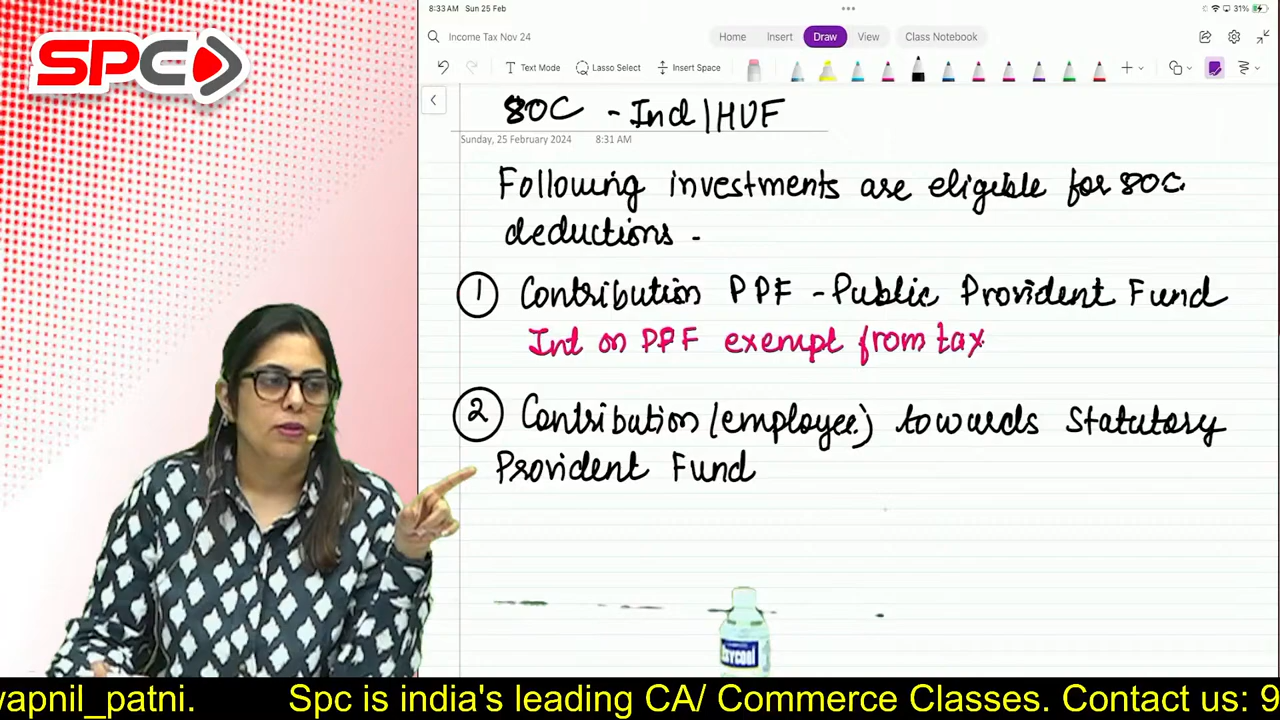 8:33 AM Sun 25 Feb
31%
SPC
Income Tax Nov 24
Home Insert Draw View Class Notebook
Text Mode Lasso Select Insert Space
80C - Ind | HUF
Sunday, 25 February 2024 8:31 AM
Following investments are eligible for 80C
deductions -
1 Contribution PPF - Public Provident Fund
Int on PPF exempt from tax
2 Contribution (employee) towards Statutory
Provident Fund
yapnil_patni. Spc is india's leading CA/ Commerce Classes. Contact us: 9